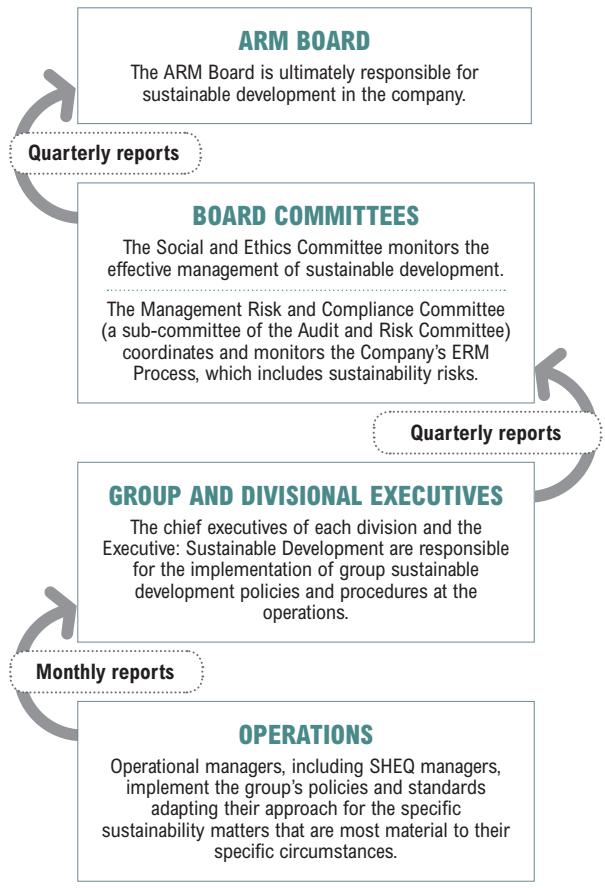 ARM BOARD
The ARM Board is ultimately responsible for
sustainable development in the company.
Quarterly reports
BOARD COMMITTEES
The Social and Ethics Committee monitors the
effective management of sustainable development.
The Management Risk and Compliance Committee
(a sub-committee of the Audit and Risk Committee)
coordinates and monitors the Company's ERM
Process, which includes sustainability risks.
Quarterly reports
GROUP AND DIVISIONAL EXECUTIVES
The chief executives of each division and the
Executive: Sustainable Development are responsible
for the implementation of group sustainable
development policies and procedures at the
operations.
Monthly reports
OPERATIONS
Operational managers, including SHEQ managers,
implement the group's policies and standards
adapting their approach for the specific
sustainability matters that are most material to their
specific circumstances.